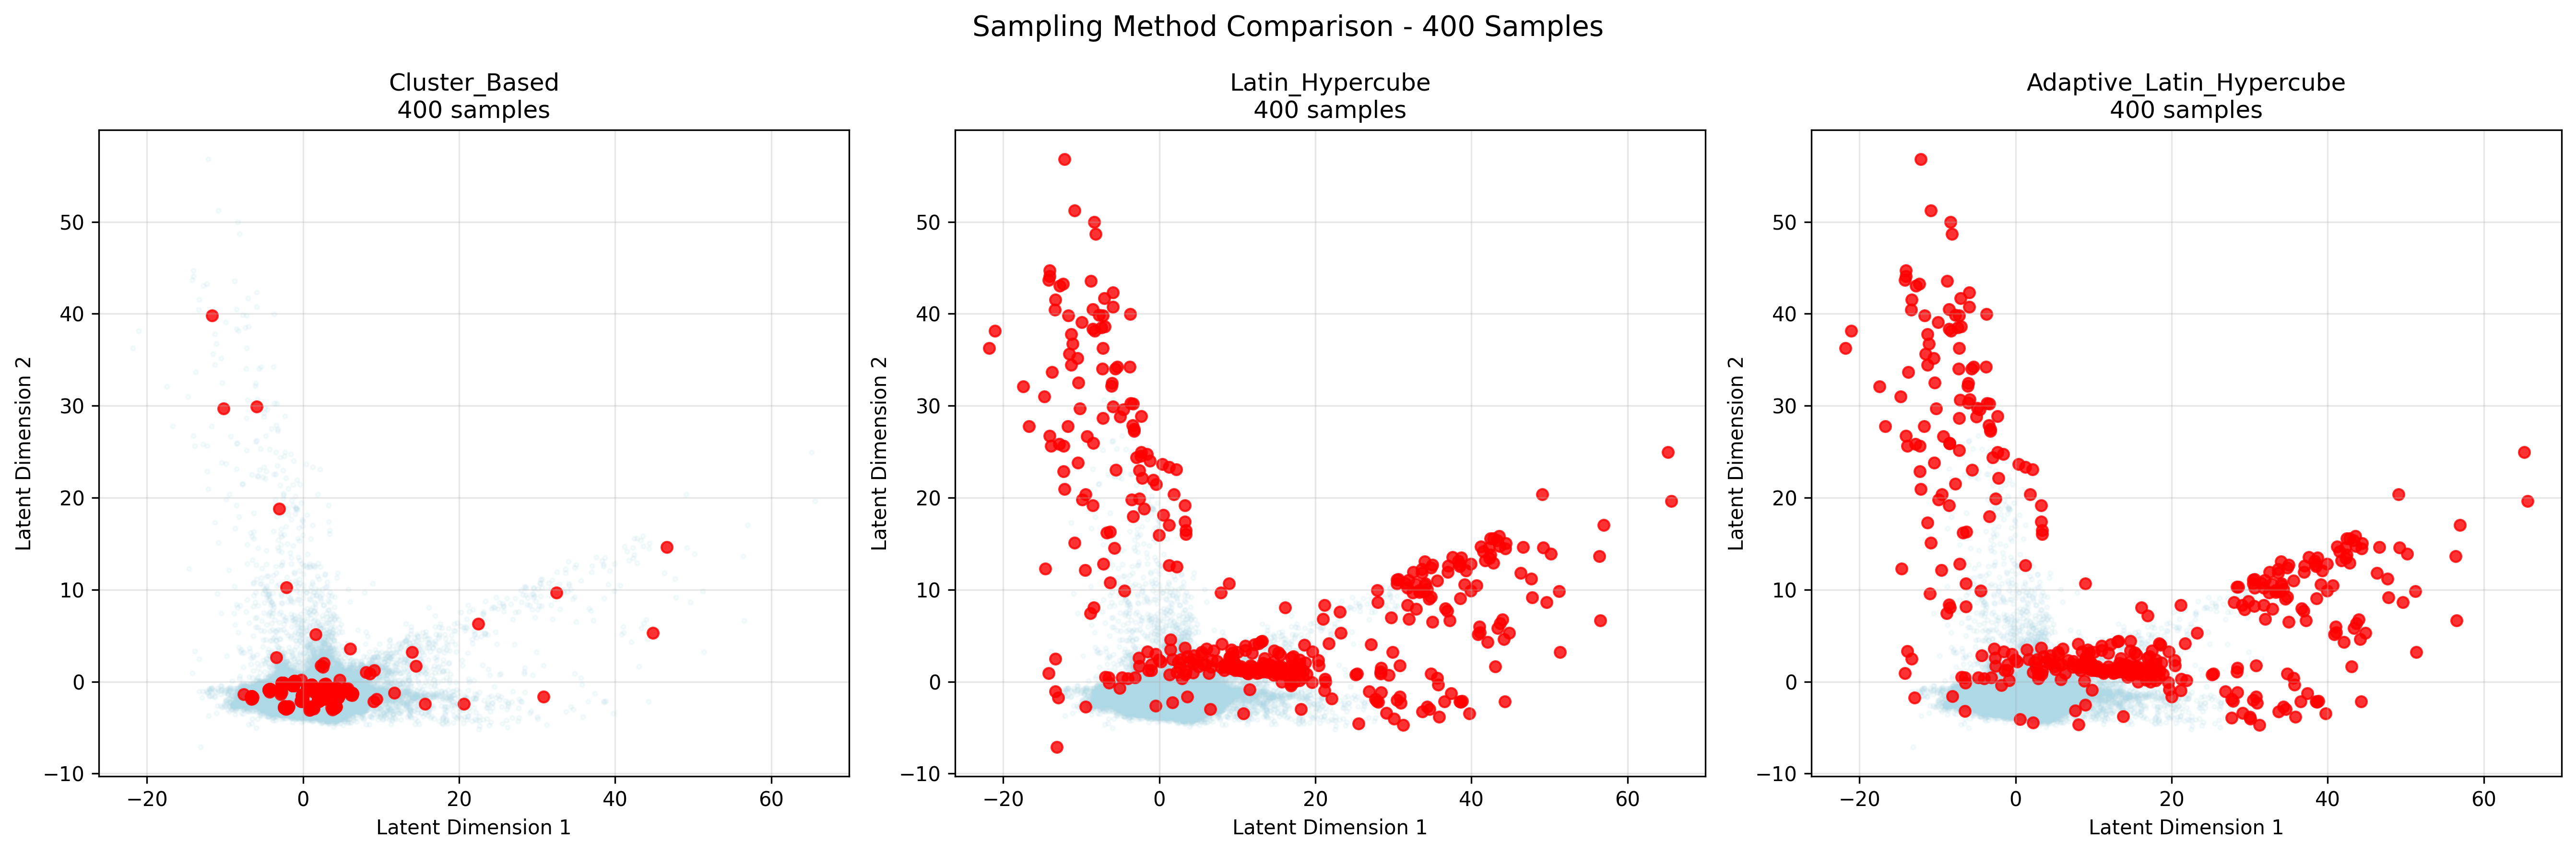 Sampling Method Comparison - 400 Samples
Cluster_Based
400 samples
50
40
30
20
10
0
−10
−20
0
20
40
60
Latent Dimension 2
Latent Dimension 1
Latin_Hypercube
400 samples
50
40
30
20
10
0
−10
−20
0
20
40
60
Latent Dimension 2
Latent Dimension 1
Adaptive_Latin_Hypercube
400 samples
50
40
30
20
10
0
−10
−20
0
20
40
60
Latent Dimension 2
Latent Dimension 1